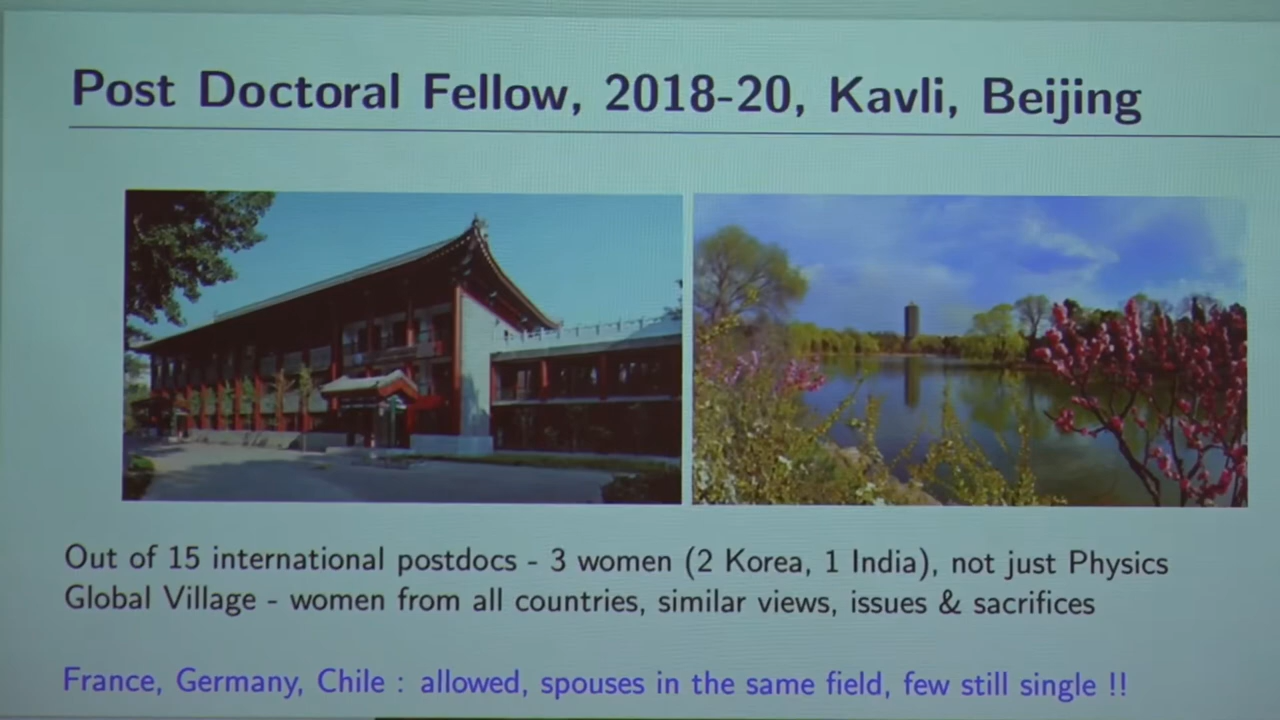 Post Doctoral Fellow, 2018-20, Kavli, Beijing
Out of 15 international postdocs - 3 women (2 Korea, 1 India), not just Physics
Global Village - women from all countries, similar views, issues & sacrifices
France, Germany, Chile : allowed, spouses in the same field, few still single !!